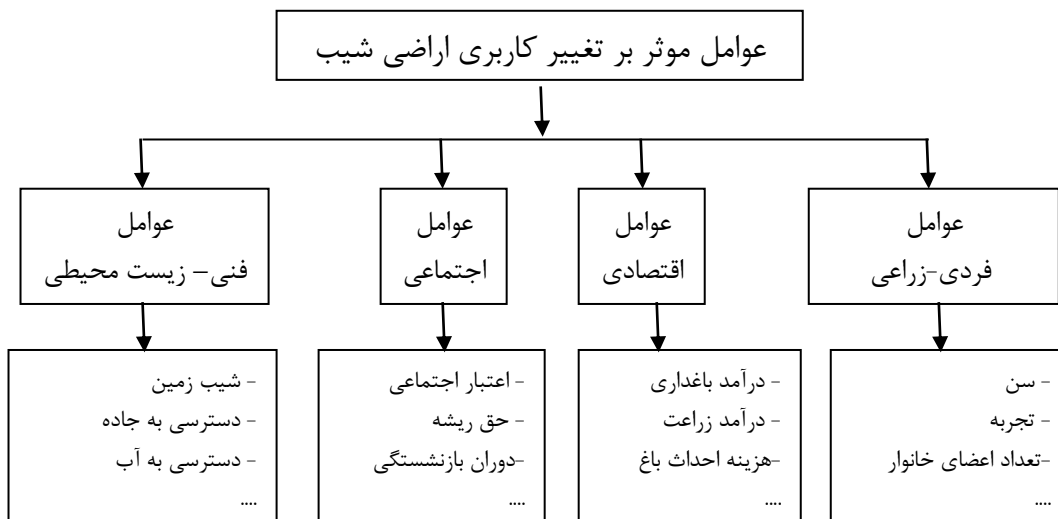 عوامل موثر بر تغییر کاربری اراضی شیب
عوامل
فردی-زراعی
عوامل
اقتصادی
عوامل
اجتماعی
عوامل
فنی– زیست محیطی
- سن
- تجربه
-تعداد اعضای خانوار
....
- درآمد باغداری
- درآمد زراعت
-هزینه احداث باغ
....
- اعتبار اجتماعی
- حق ریشه
-دوران بازنشستگی
....
- شیب زمین
- دسترسی به جاده
- دسترسی به آب
....